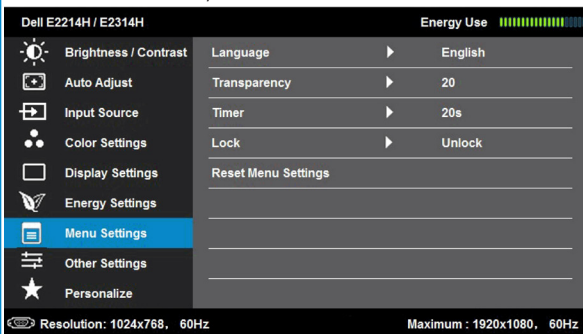 Dell E2214H / E2314H Energy Use
Brightness / Contrast Language English
Auto Adjust Transparency 20
Input Source Timer 20s
Color Settings Lock Unlock
Display Settings Reset Menu Settings
Energy Settings
Menu Settings
Other Settings
Personalize
Resolution: 1024x768, 60Hz Maximum : 1920x1080, 60Hz